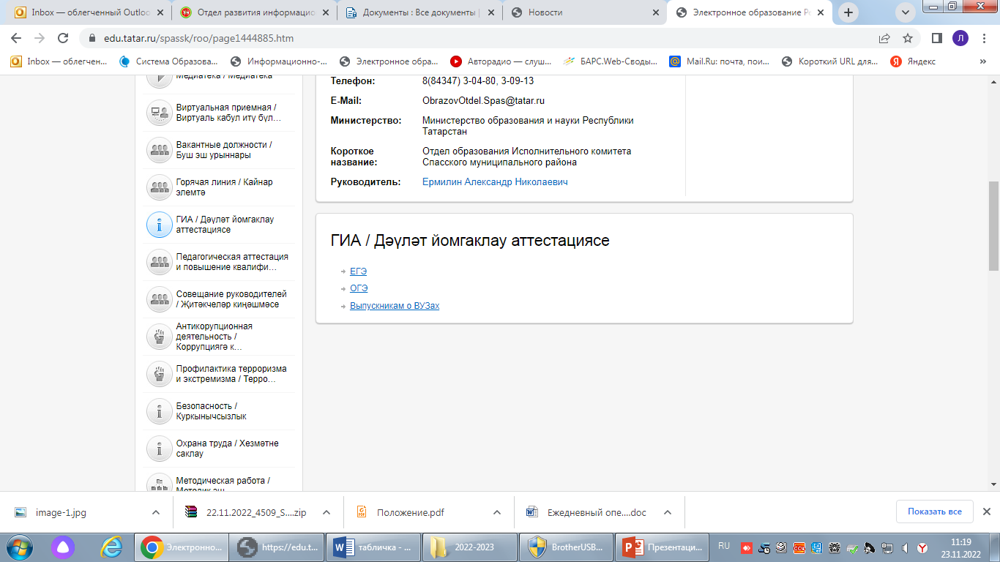 Inbox — облегченный Outloo
Отдел развития информацио
Документы : Все документы |
Новости
Электронное образование Ре
edu.tatar.ru/spassk/roo/page1444885.htm
Л
Inbox — облегчен...
Система Образова...
Информационно-...
Электронное обра...
Авторадио — слуш...
БАРС.Web-Своды...
Mail.Ru: почта, пои...
Короткий URL для...
Яндекс
Медиатека / Медиатека
Виртуальная приемная /
Виртуаль кабул итү бүл...
Вакантные должности /
Буш эш урыннары
Горячая линия / Кайнар
элемтә
ГИА / Дәүләт йомгаклау
аттестациясе
Педагогическая аттестация
и повышение квалифи...
Совещание руководителей
/ Җитәкчеләр киңәшмәсе
Антикорупционная
деятельность /
Коррупциягә к...
Профилактика терроризма
и экстремизма / Терро...
Безопасность /
Куркынычсызлык
Охрана труда / Хезмәтне
саклау
Методическая работа /
Методик эш
Телефон: 8(84347) 3-04-80, 3-09-13
E-Mail: ObrazovOtdel.Spas@tatar.ru
Министерство: Министерство образования и науки Республики
Татарстан
Короткое Отдел образования Исполнительного комитета
название: Спасского муниципального района
Руководитель: Ермилин Александр Николаевич
ГИА / Дәүләт йомгаклау аттестациясе
ЕГЭ
ОГЭ
Выпускникам о ВУЗах
image-1.jpg
22.11.2022_4509_S....zip
Положение.pdf
Ежедневный опе....doc
Показать все
Электронно...
https://edu.t...
табличка - ...
2022-2023
BrotherUSB...
Презентаци...
RU
11:19
23.11.2022